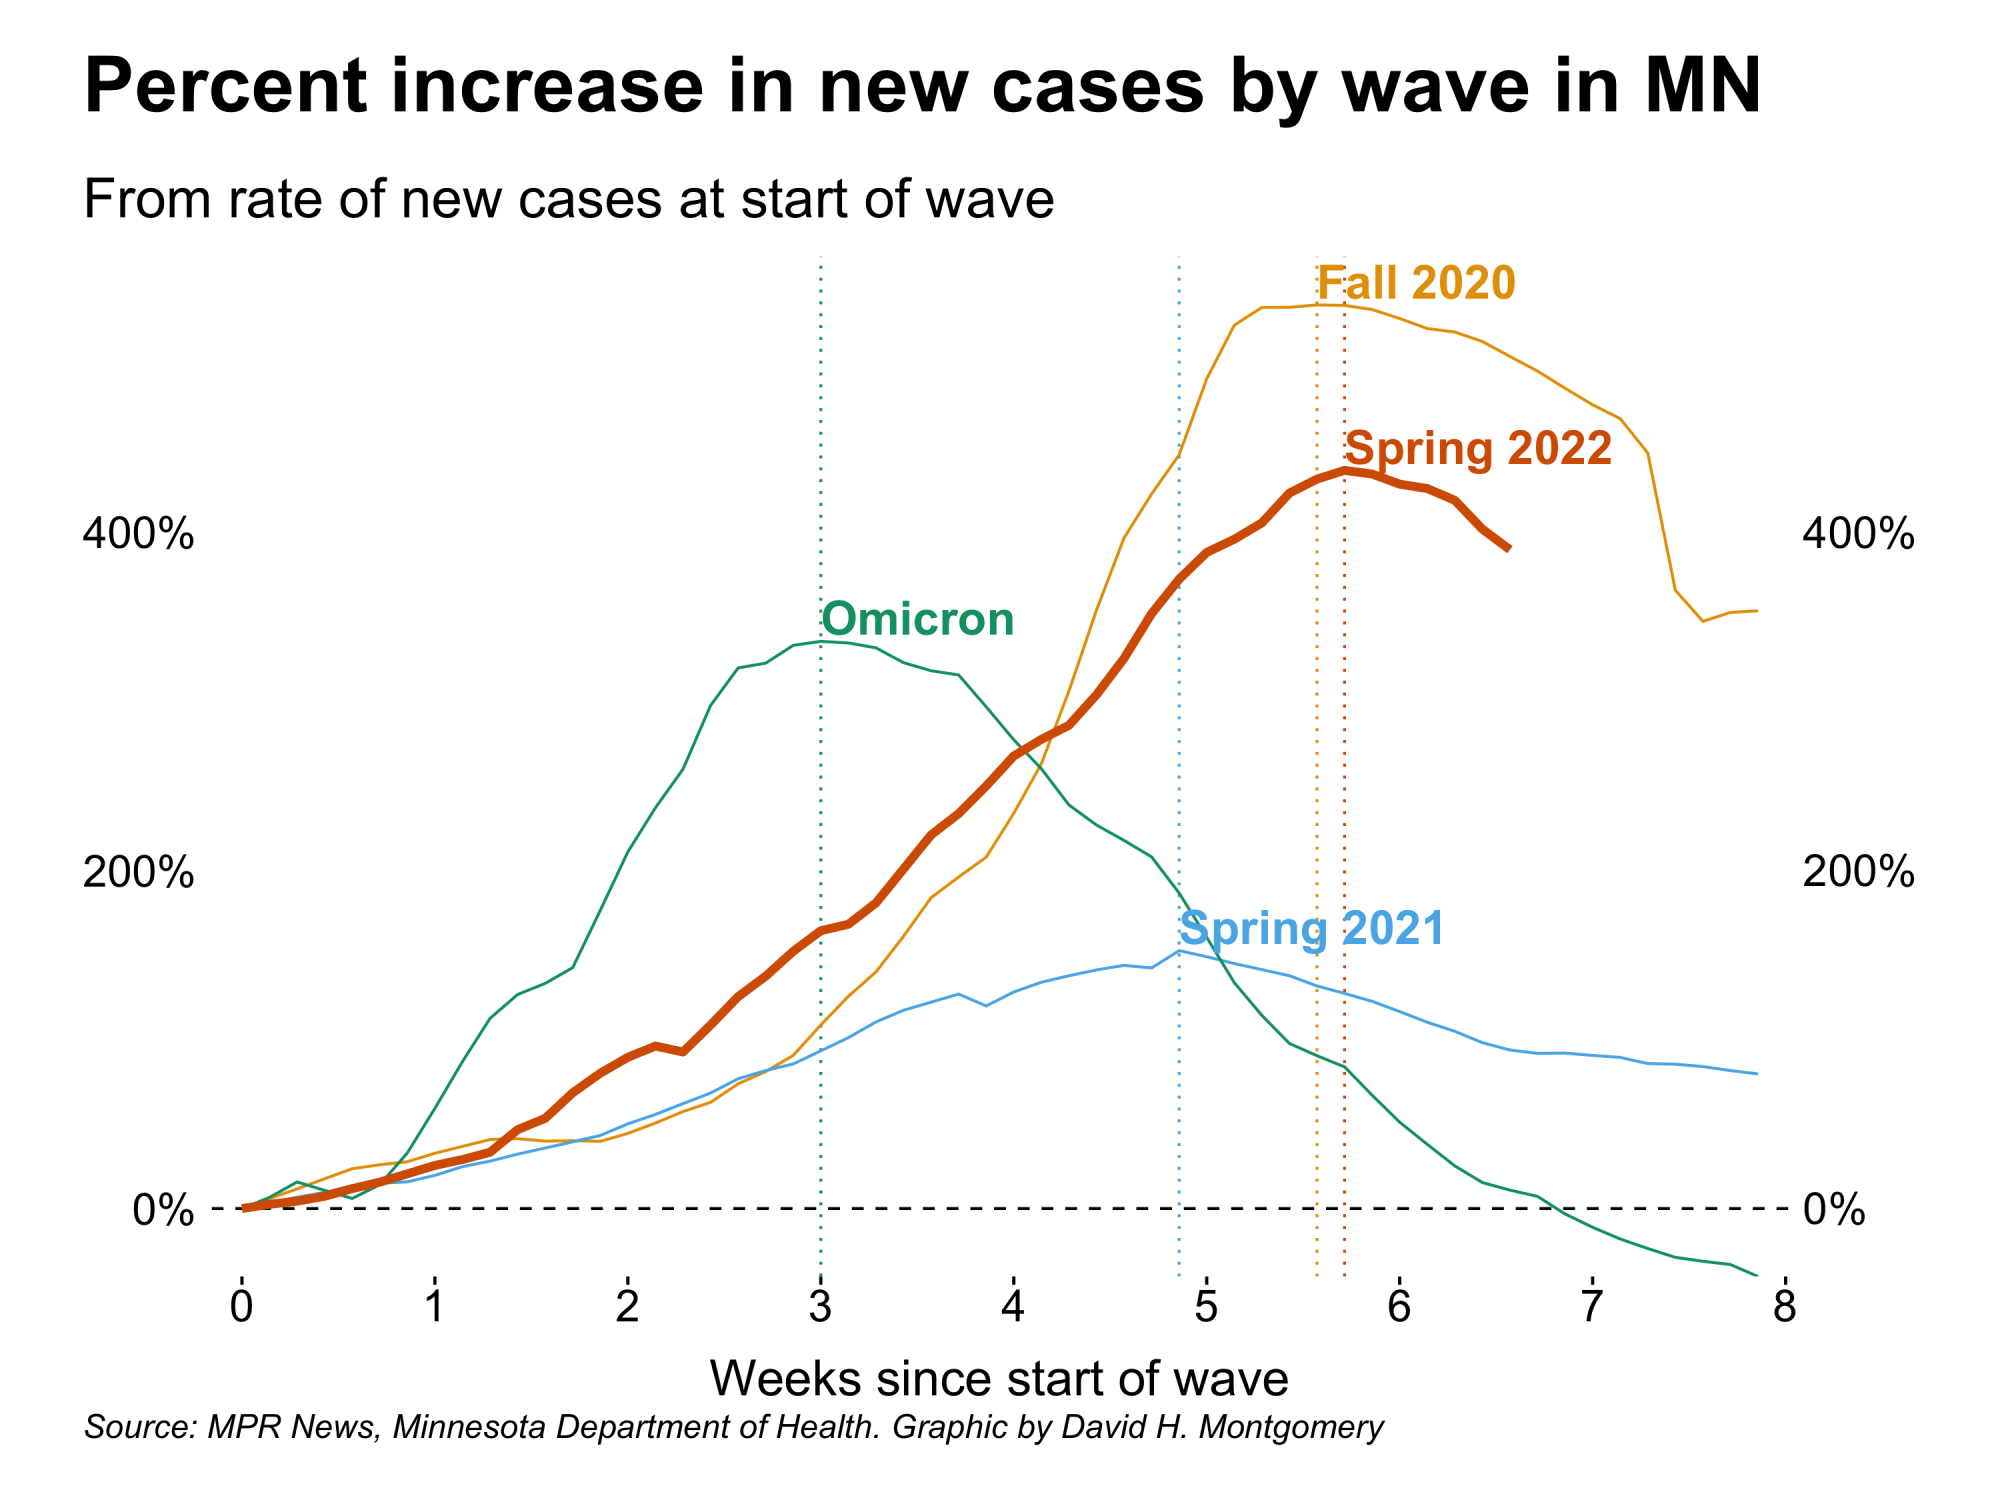 Percent increase in new cases by wave in MN
From rate of new cases at start of wave
Fall 2020
Spring 2022
400% 400%
Omicron
200% 200%
Spring 2021
0% 0%
0 1 2 3 4 5 6 7 8
Weeks since start of wave
Source: MPR News, Minnesota Department of Health. Graphic by David H. Montgomery